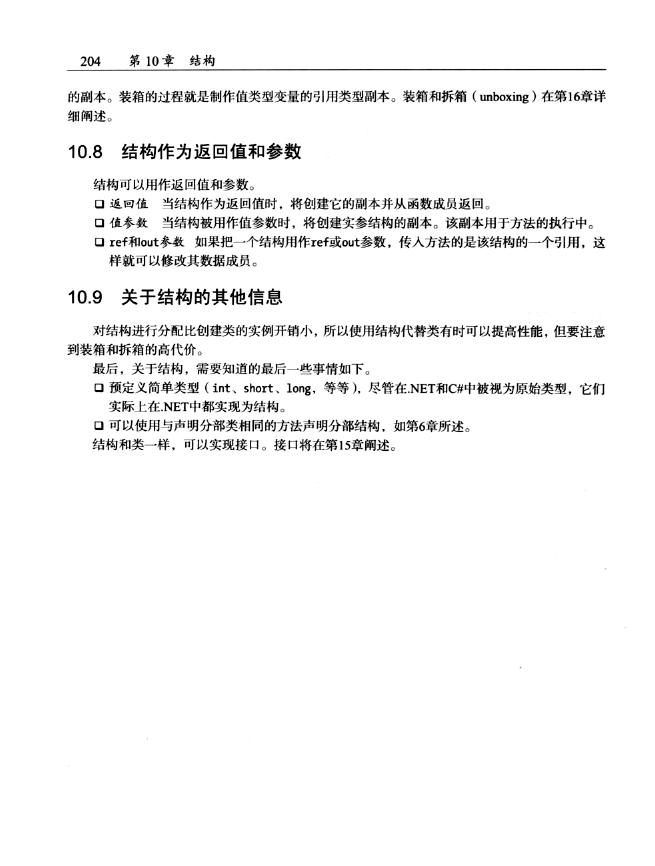 204 第10章 结构
的副本。装箱的过程就是制作值类型变量的引用类型副本。装箱和拆箱（unboxing）在第16章详
细阐述。
10.8 结构作为返回值和参数
结构可以用作返回值和参数。
❑ 返回值 当结构作为返回值时，将创建它的副本并从函数成员返回。
❑ 值参数 当结构被用作值参数时，将创建实参结构的副本。该副本用于方法的执行中。
❑ ref和out参数 如果把一个结构用作ref或out参数，传入方法的是该结构的一个引用，这
样就可以修改其数据成员。
10.9 关于结构的其他信息
对结构进行分配比创建类的实例开销小，所以使用结构代替类有时可以提高性能，但要注意
到装箱和拆箱的高代价。
最后，关于结构，需要知道的最后一些事情如下。
❑ 预定义简单类型（int、short、long，等等），尽管在.NET和C#中被视为原始类型，它们
实际上在.NET中都实现为结构。
❑ 可以使用与声明分部类相同的方法声明分部结构，如第6章所述。
结构和类一样，可以实现接口。接口将在第15章阐述。